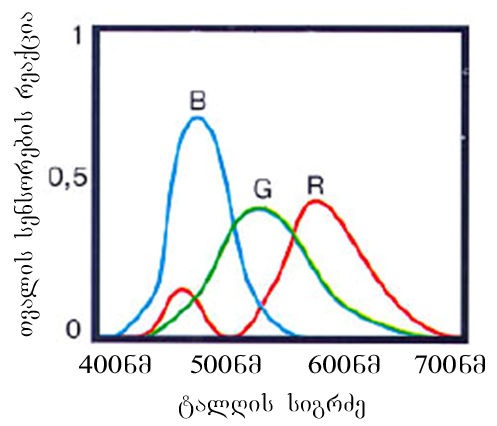 1
B
0,5
G R
0
400ნმ 500ნმ 600ნმ 700ნმ
ტალღის სიგრძე
თვალის სენსორების რეაქცია